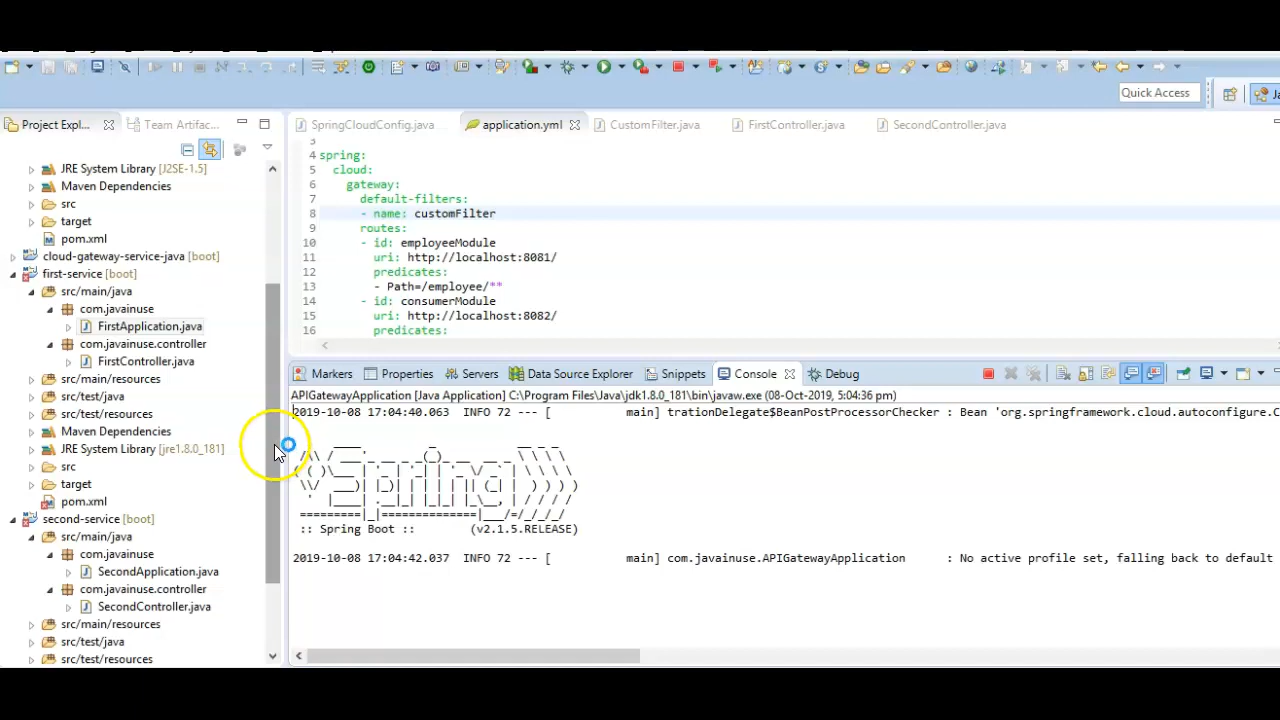 Quick Access
Ja
Project Expl...
Team Artifac...
JRE System Library [J2SE-1.5]
Maven Dependencies
src
target
pom.xml
cloud-gateway-service-java [boot]
first-service [boot]
src/main/java
com.javainuse
FirstApplication.java
com.javainuse.controller
FirstController.java
src/main/resources
src/test/java
src/test/resources
Maven Dependencies
JRE System Library [jre1.8.0_181]
src
target
pom.xml
second-service [boot]
src/main/java
com.javainuse
SecondApplication.java
com.javainuse.controller
SecondController.java
src/main/resources
src/test/java
src/test/resources
SpringCloudConfig.java
application.yml
CustomFilter.java
FirstController.java
SecondController.java
3
4 spring:
5 cloud:
6 gateway:
7 default-filters:
8 - name: customFilter
9 routes:
10 - id: employeeModule
11 uri: http://localhost:8081/
12 predicates:
13 - Path=/employee/**
14 - id: consumerModule
15 uri: http://localhost:8082/
16 predicates:
Markers
Properties
Servers
Data Source Explorer
Snippets
Console
Debug
APIGatewayApplication [Java Application] C:\Program Files\Java\jdk1.8.0_181\bin\javaw.exe (08-Oct-2019, 5:04:36 pm)
2019-10-08 17:04:40.063 INFO 72 --- [ main] trationDelegate$BeanPostProcessorChecker : Bean 'org.springframework.cloud.autoconfigure.C
Spring
:: Spring Boot :: (v2.1.5.RELEASE)
2019-10-08 17:04:42.037 INFO 72 --- [ main] com.javainuse.APIGatewayApplication : No active profile set, falling back to default